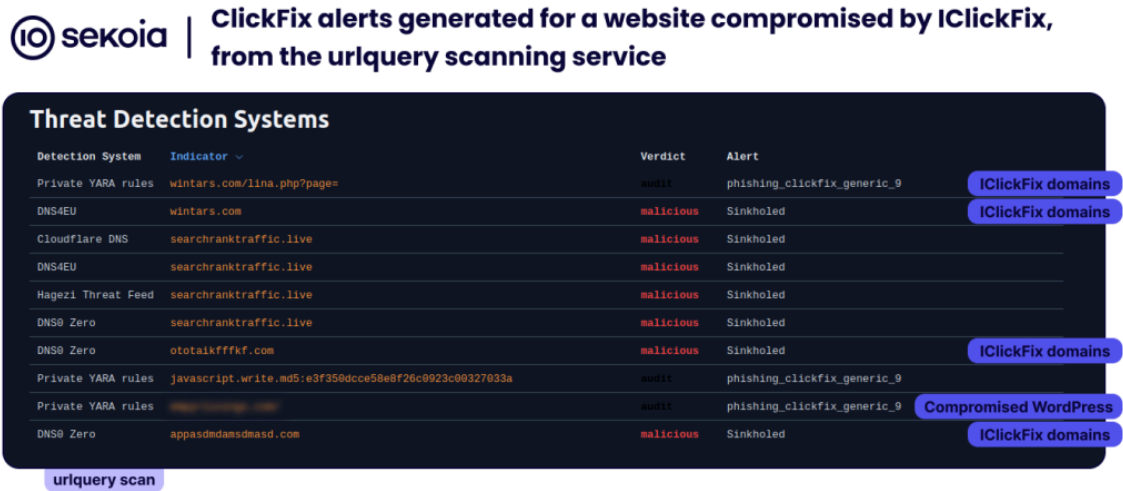 sekoia
ClickFix alerts generated for a website compromised by IClickFix,
from the urlquery scanning service
Threat Detection Systems
Detection System Indicator Verdict Alert
Private YARA rules wintars.com/lina.php?page= audit phishing_clickfix_generic_9 IClickFix domains
DNS4EU wintars.com malicious Sinkholed IClickFix domains
Cloudflare DNS searchranktraffic.live malicious Sinkholed
DNS4EU searchranktraffic.live malicious Sinkholed
Hagezi Threat Feed searchranktraffic.live malicious Sinkholed
DNS0 Zero searchranktraffic.live malicious Sinkholed
DNS0 Zero ototaikfffkf.com malicious Sinkholed IClickFix domains
Private YARA rules javascript.write.md5:e3f350dcce58e8f26c0923c00327033a audit phishing_clickfix_generic_9
Private YARA rules audit phishing_clickfix_generic_9 Compromised WordPress
DNS0 Zero appasdmdamsdmasd.com malicious Sinkholed IClickFix domains
urlquery scan